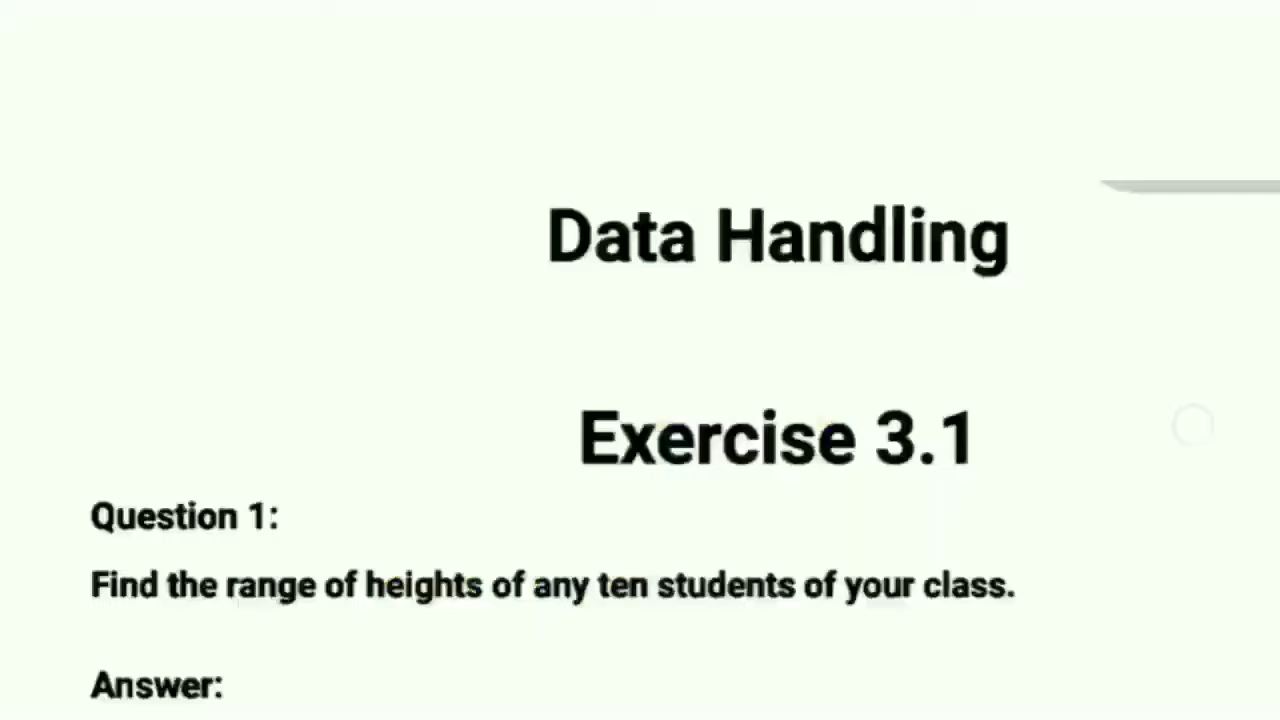 Data Handling
Exercise 3.1
Question 1:
Find the range of heights of any ten students of your class.
Answer: